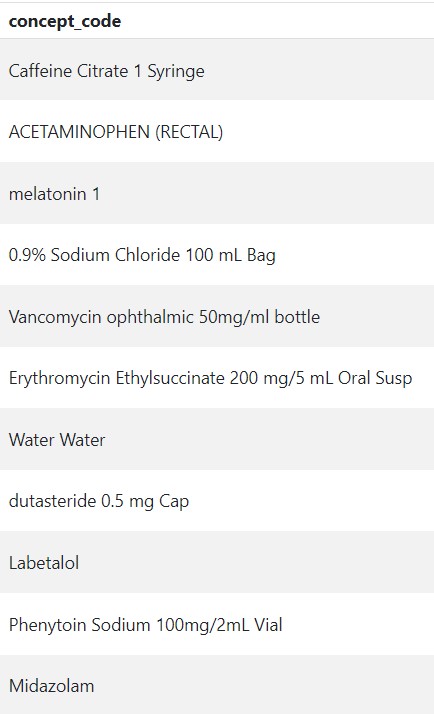 concept_code
Caffeine Citrate 1 Syringe
ACETAMINOPHEN (RECTAL)
melatonin 1
0.9% Sodium Chloride 100 mL Bag
Vancomycin ophthalmic 50mg/ml bottle
Erythromycin Ethylsuccinate 200 mg/5 mL Oral Susp
Water Water
dutasteride 0.5 mg Cap
Labetalol
Phenytoin Sodium 100mg/2mL Vial
Midazolam